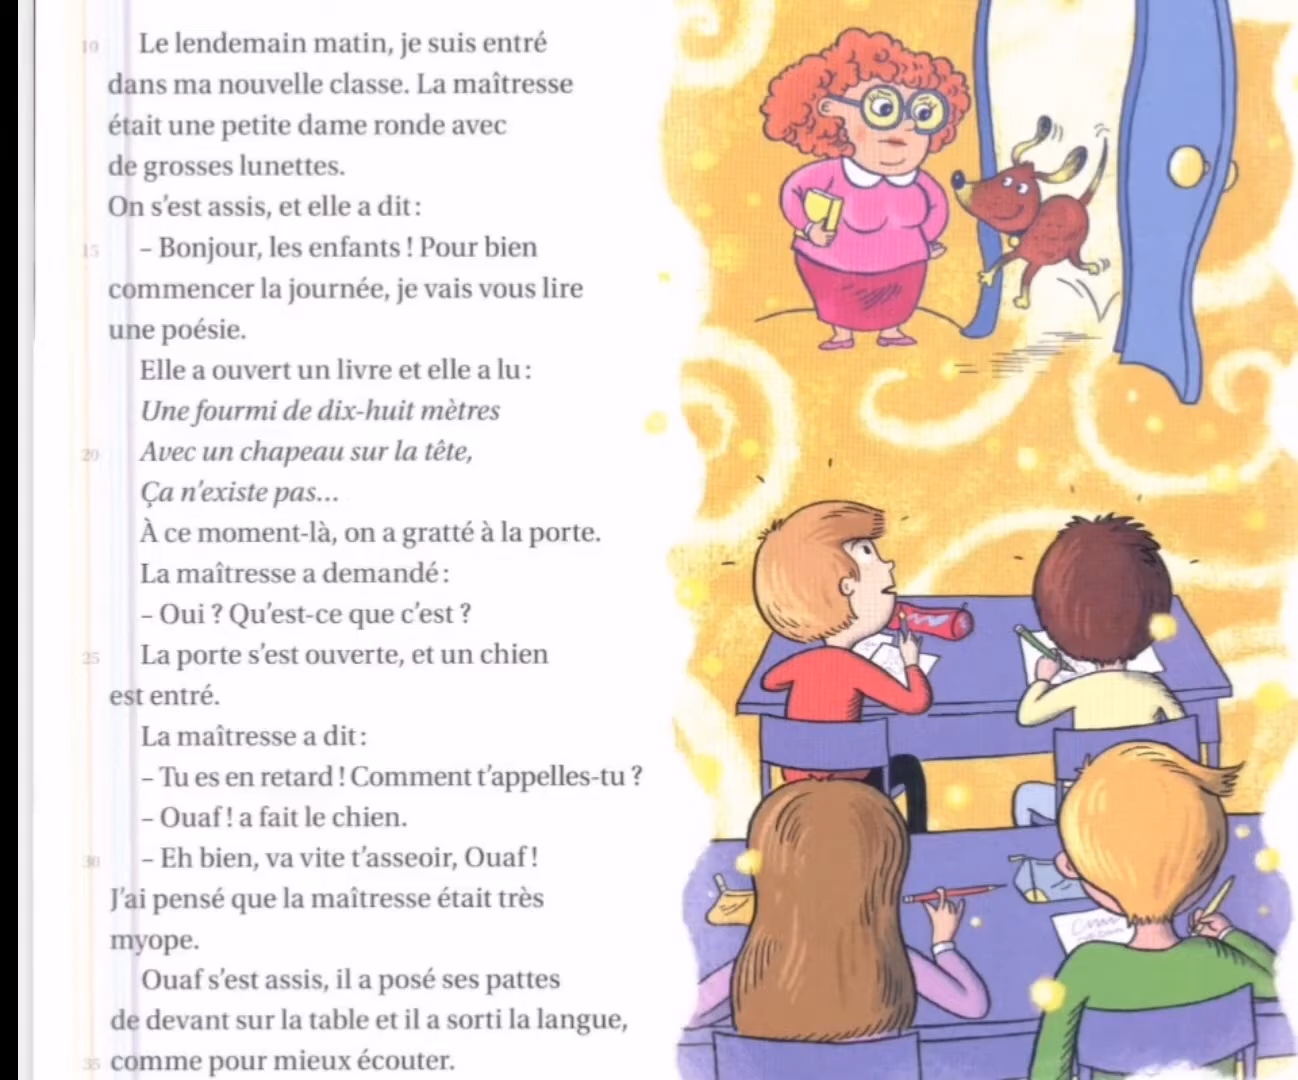 10 Le lendemain matin, je suis entré
dans ma nouvelle classe. La maîtresse
était une petite dame ronde avec
de grosses lunettes.
On s'est assis, et elle a dit :
15 – Bonjour, les enfants ! Pour bien
commencer la journée, je vais vous lire
une poésie.
Elle a ouvert un livre et elle a lu :
Une fourmi de dix-huit mètres
20 Avec un chapeau sur la tête,
Ça n'existe pas...
À ce moment-là, on a gratté à la porte.
La maîtresse a demandé :
– Oui ? Qu'est-ce que c'est ?
25 La porte s'est ouverte, et un chien
est entré.
La maîtresse a dit :
– Tu es en retard ! Comment t'appelles-tu ?
– Ouaf ! a fait le chien.
30 – Eh bien, va vite t'asseoir, Ouaf !
J'ai pensé que la maîtresse était très
myope.
Ouaf s'est assis, il a posé ses pattes
de devant sur la table et il a sorti la langue,
35 comme pour mieux écouter.